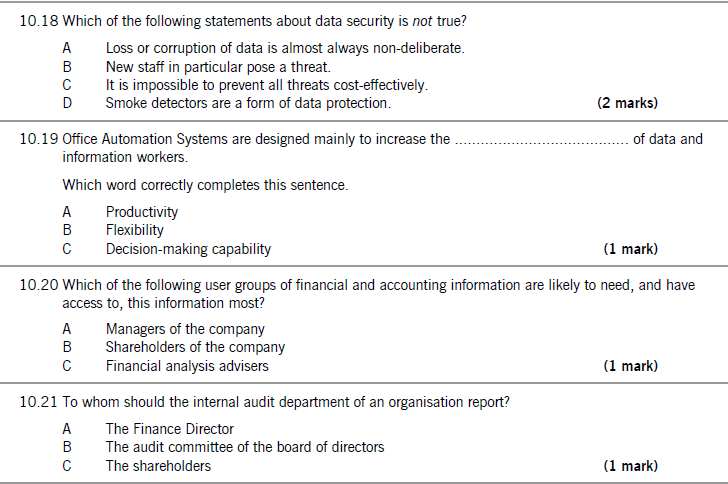 10.18 Which of the following statements about data security is not true?
A Loss or corruption of data is almost always non-deliberate.
B New staff in particular pose a threat.
C It is impossible to prevent all threats cost-effectively.
D Smoke detectors are a form of data protection. (2 marks)
10.19 Office Automation Systems are designed mainly to increase the ....................................... of data and
information workers.
Which word correctly completes this sentence.
A Productivity
B Flexibility
C Decision-making capability (1 mark)
10.20 Which of the following user groups of financial and accounting information are likely to need, and have
access to, this information most?
A Managers of the company
B Shareholders of the company
C Financial analysis advisers (1 mark)
10.21 To whom should the internal audit department of an organisation report?
A The Finance Director
B The audit committee of the board of directors
C The shareholders (1 mark)